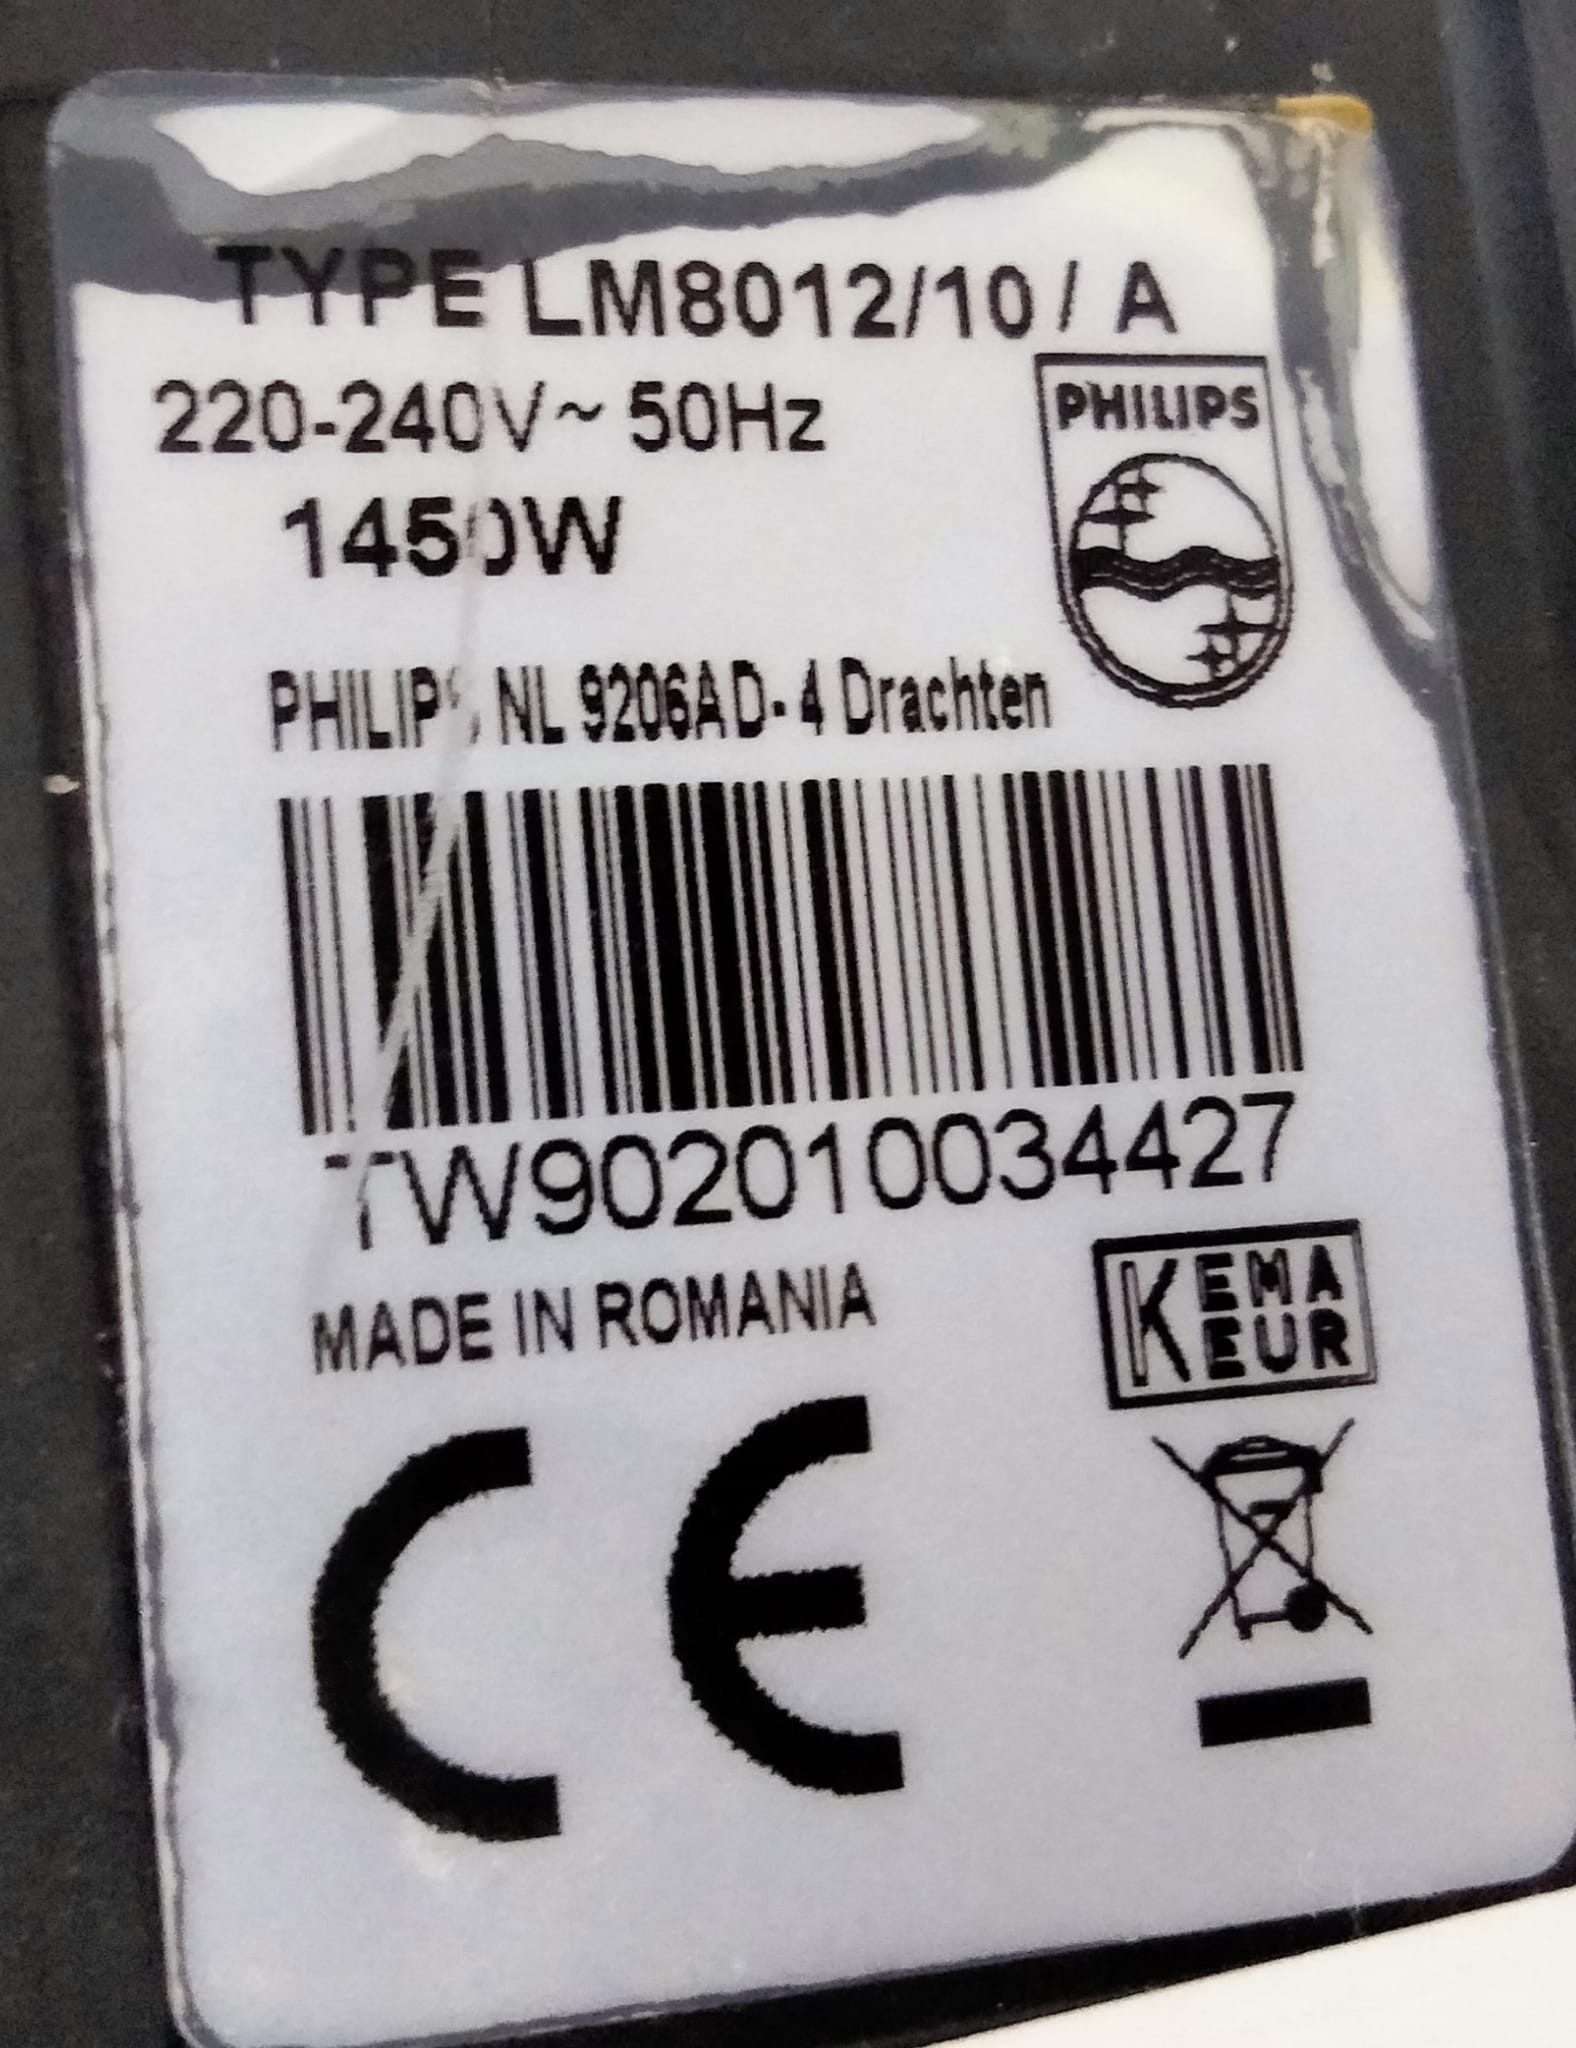 TYPE LM8012/10 / A
220-240V~ 50Hz
PHILIPS
1450W
PHILIPS NL 9206AD-4 Drachten
TW902010034427
MADE IN ROMANIA
KEMA
EUR
CE